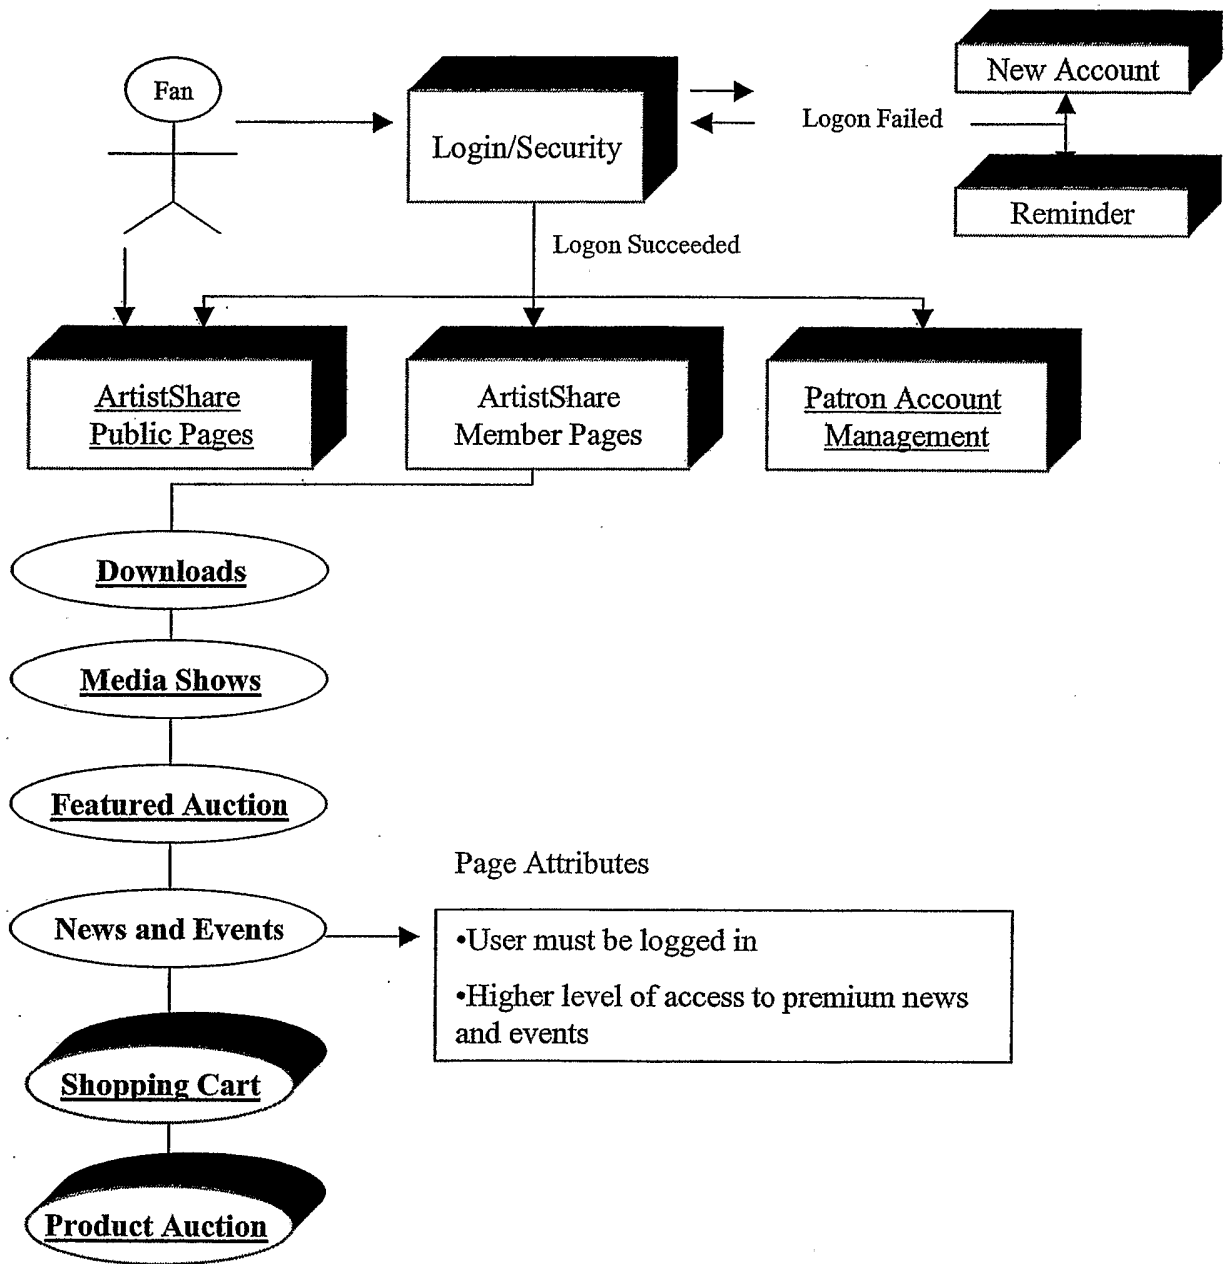 Fan
Login/Security
New Account
Logon Failed
Reminder
Logon Succeeded
ArtistShare
Public Pages
ArtistShare
Member Pages
Patron Account
Management
Downloads
Media Shows
Featured Auction
News and Events
Page Attributes
•User must be logged in
•Higher level of access to premium news
and events
Shopping Cart
Product Auction